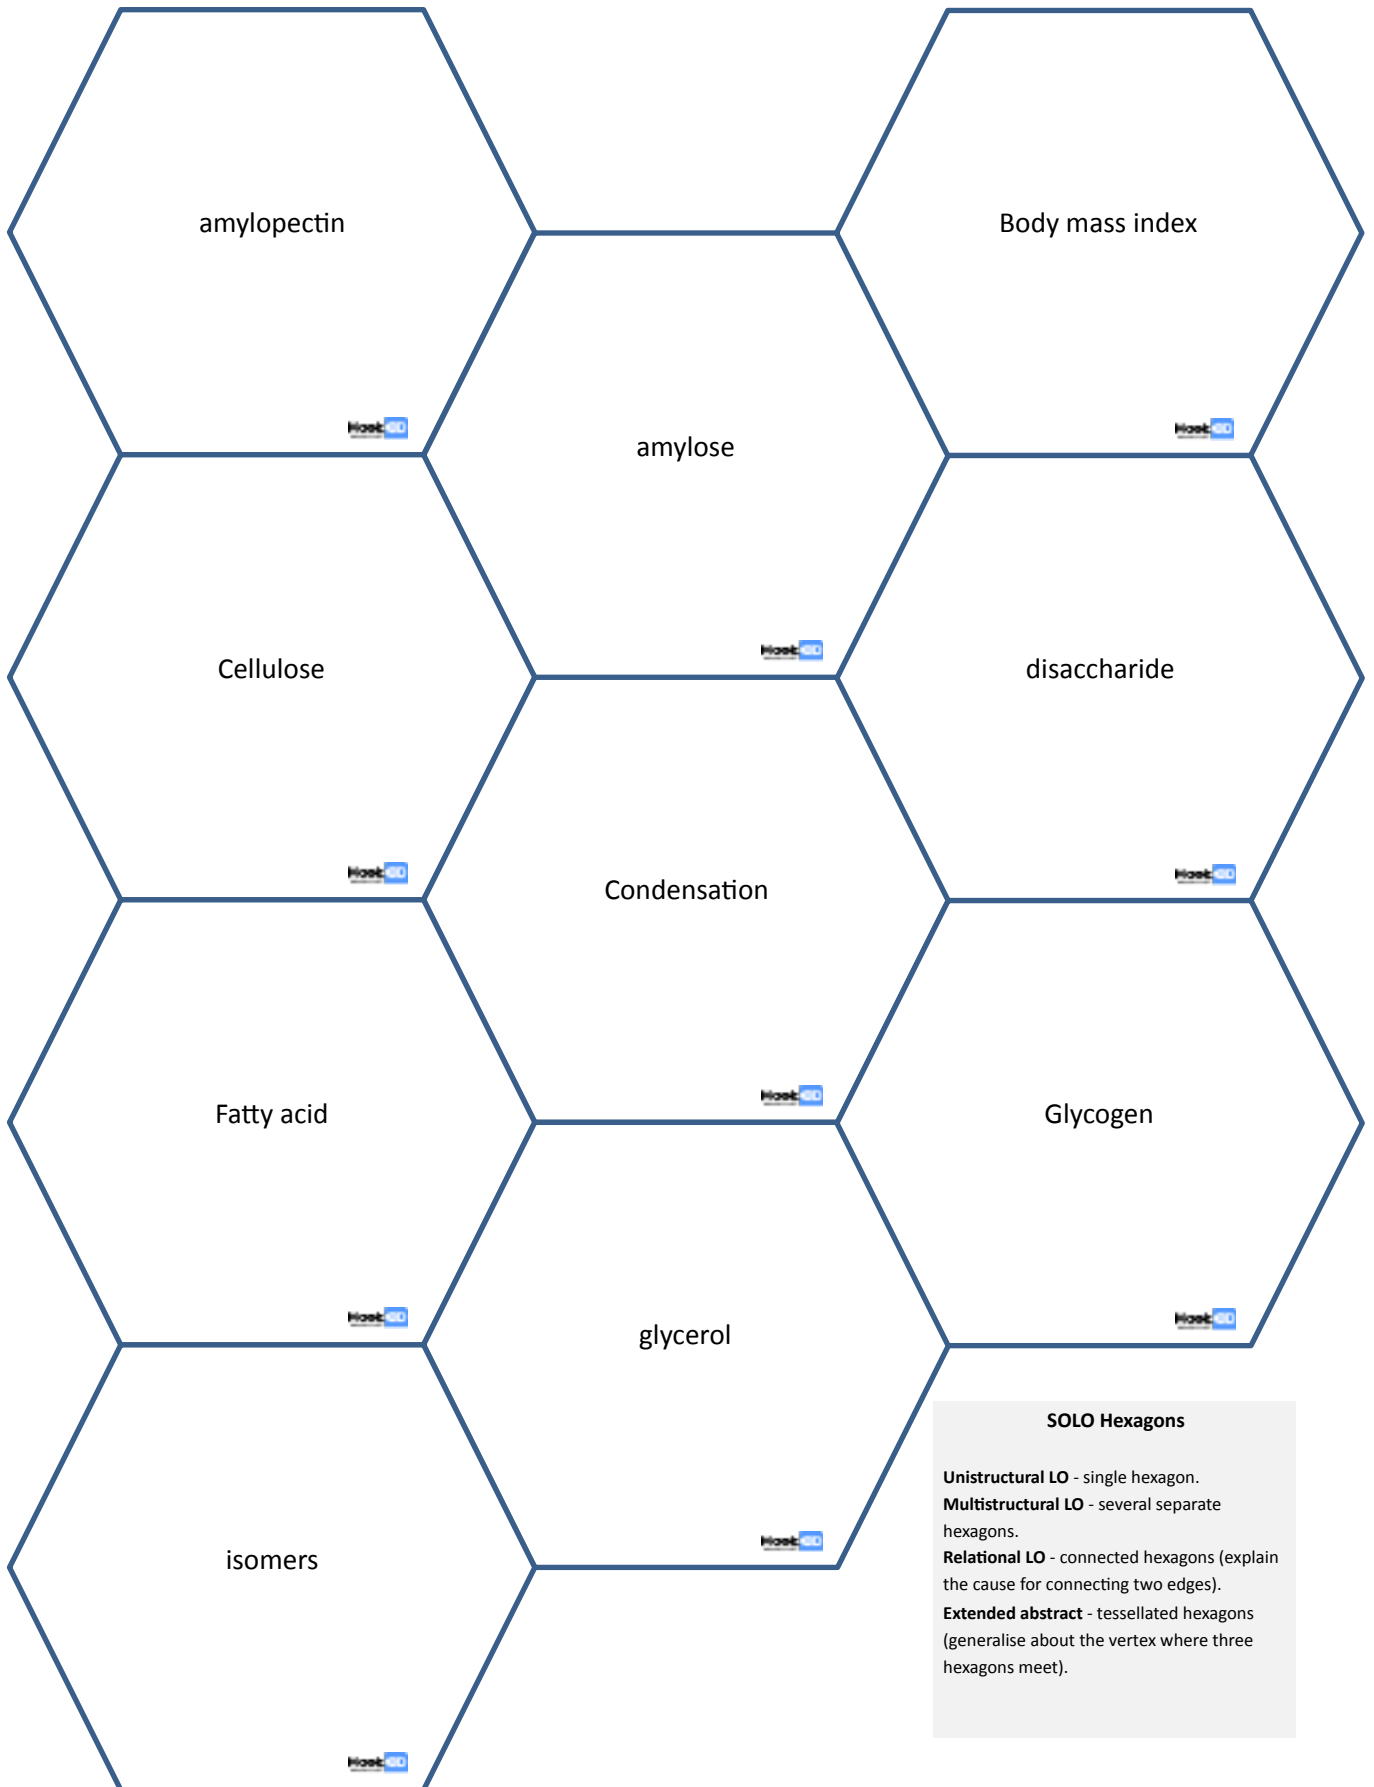 amylopectin
Body mass index
amylose
Cellulose
disaccharide
Condensation
Fatty acid
Glycogen
glycerol
isomers
SOLO Hexagons
Unistructural LO - single hexagon.
Multistructural LO - several separate
hexagons.
Relational LO - connected hexagons (explain
the cause for connecting two edges).
Extended abstract - tessellated hexagons
(generalise about the vertex where three
hexagons meet).